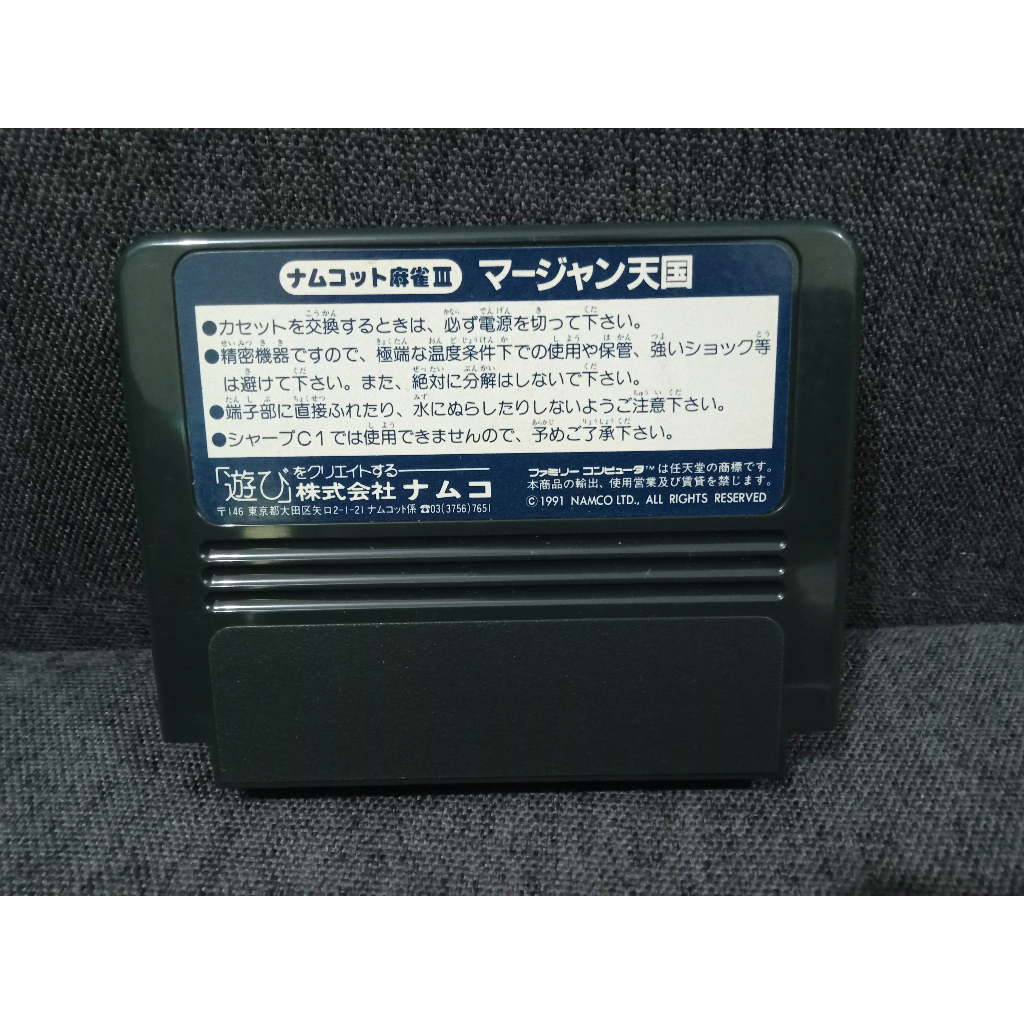 ナムコット麻雀Ⅲ マージャン天国
●カセットを交換するときは、必ず電源を切って下さい。
●精密機器ですので、極端な温度条件下での使用や保管、強いショック等
は避けて下さい。また、絶対に分解はしないで下さい。
●端子部に直接ふれたり、水にぬらしたりしないようご注意下さい。
●シャープC1では使用できませんので、予めご了承下さい。
「遊び」をクリエイトする
株式会社ナムコ
〒146 東京都大田区矢口2-1-21 ナムコット係 ☎03(3756)7651
ファミリーコンピュータ™は任天堂の商標です。
本商品の輸出、使用営業及び賃貸を禁じます。
©1991 NAMCO LTD., ALL RIGHTS RESERVED